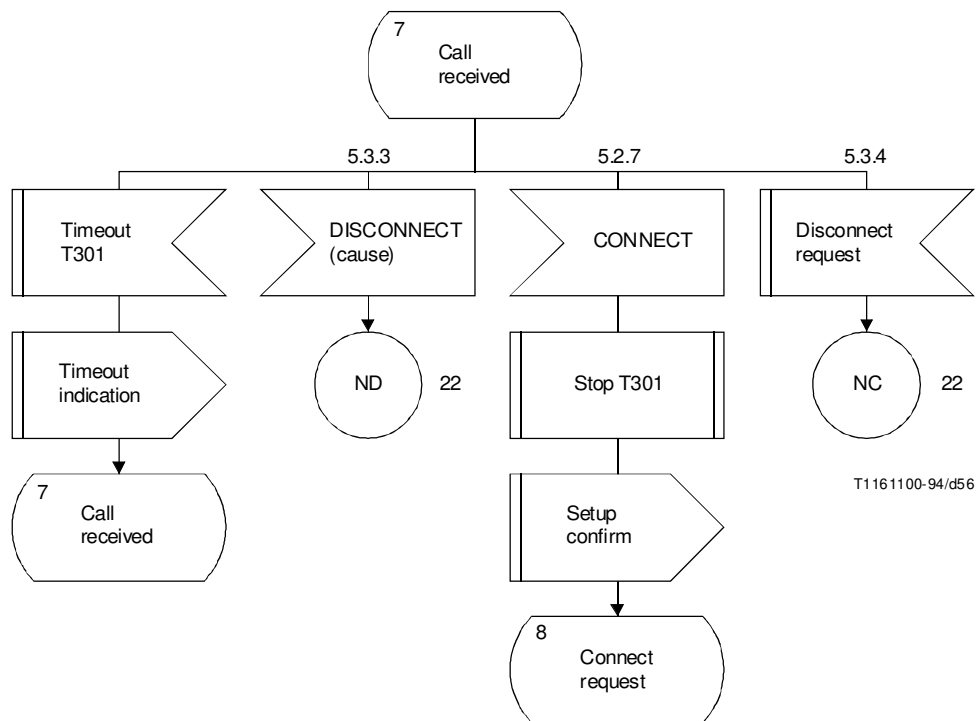 7
Call
received
5.3.3
5.2.7
5.3.4
Timeout
T301
DISCONNECT
(cause)
CONNECT
Disconnect
request
Timeout
indication
ND
22
Stop T301
NC
22
7
Call
received
T1161100-94/d56
Setup
confirm
8
Connect
request